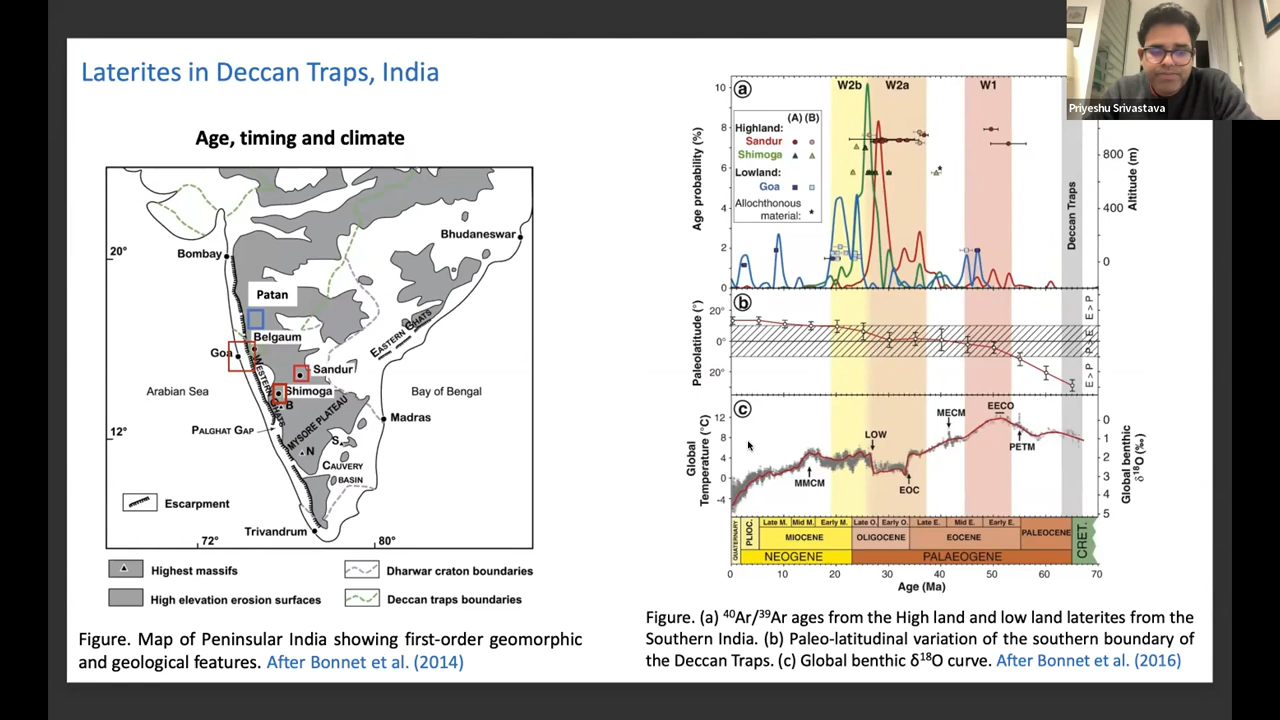 Laterites in Deccan Traps, India
Priyeshu Srivastava
Age, timing and climate
20°
12°
72°
80°
Bombay
Bhudaneswar
Patan
Belgaum
Goa
EASTERN GHATS
WESTERN GHATS
Sandur
Shimoga
B
Arabian Sea
Bay of Bengal
MYSORE PLATEAU
Madras
PALGHAT GAP
S
N
CAUVERY
BASIN
Escarpment
Trivandrum
Highest massifs
Dharwar craton boundaries
High elevation erosion surfaces
Deccan traps boundaries
Figure. Map of Peninsular India showing first-order geomorphic
and geological features. After Bonnet et al. (2014)
a
W2b W2a W1
(A) (B)
Highland:
Sandur
Shimoga
Lowland:
Goa
Allochthonous
material: *
Age probability (%)
10
8
6
4
2
0
Altitude (m)
800
400
0
Deccan Traps
b
Paleolatitude (°)
20°
0°
20°
E > P
P > E
E > P
c
Global
Temperature (°C)
12
8
4
0
-4
MMCM
LOW
EOC
MECM
EECO
PETM
Global benthic
δ18O (‰)
0
1
2
3
4
5
QUATERNARY
PLIOC.
Late M. Mid M. Early M. Late O. Early O. Late E. Mid E. Early E.
MIOCENE OLIGOCENE EOCENE PALEOCENE
NEOGENE PALAEOGENE
CRET.
0 10 20 30 40 50 60 70
Age (Ma)
Figure. (a) 40Ar/39Ar ages from the High land and low land laterites from the
Southern India. (b) Paleo-latitudinal variation of the southern boundary of
the Deccan Traps. (c) Global benthic δ18O curve. After Bonnet et al. (2016)